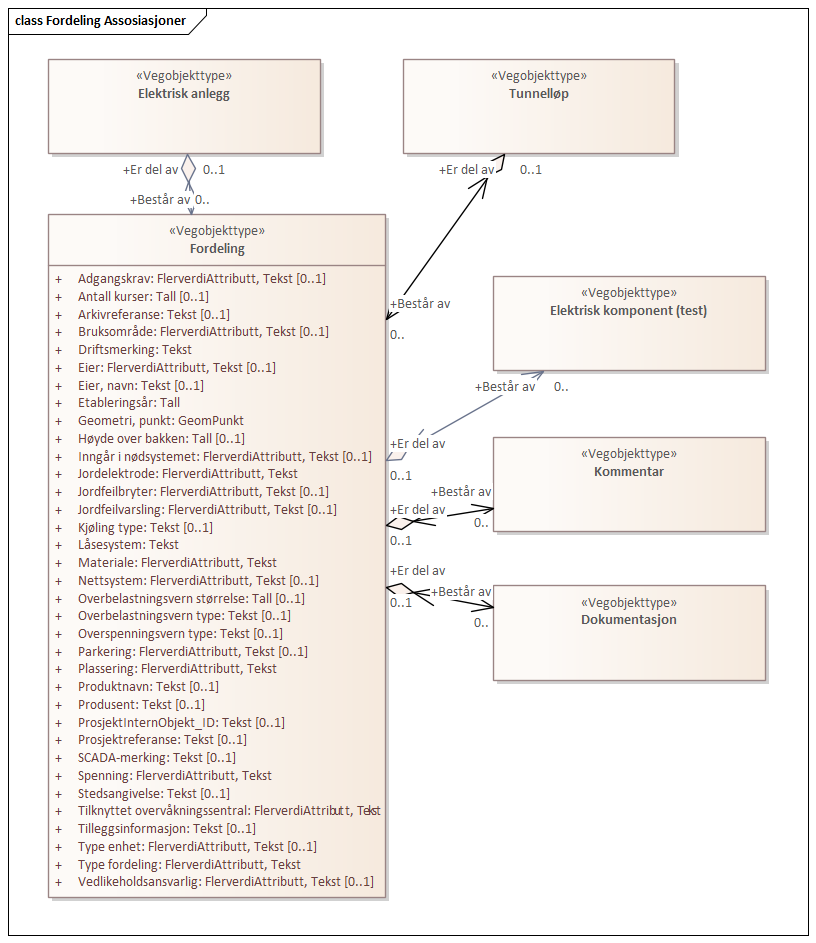 class Fordeling Assosiasjoner
«Vegobjekttype»
Elektrisk anlegg
«Vegobjekttype»
Tunnelløp
+Er del av 0..1
+Består av 0..
+Er del av 0..1
+Består av
0..
«Vegobjekttype»
Fordeling
+ Adgangskrav: FlerverdiAttributt, Tekst [0..1]
+ Antall kurser: Tall [0..1]
+ Arkivreferanse: Tekst [0..1]
+ Bruksområde: FlerverdiAttributt, Tekst [0..1]
+ Driftsmerking: Tekst
+ Eier: FlerverdiAttributt, Tekst [0..1]
+ Eier, navn: Tekst [0..1]
+ Etableringsår: Tall
+ Geometri, punkt: GeomPunkt
+ Høyde over bakken: Tall [0..1]
+ Inngår i nødsystemet: FlerverdiAttributt, Tekst [0..1]
+ Jordelektrode: FlerverdiAttributt, Tekst
+ Jordfeilbryter: FlerverdiAttributt, Tekst [0..1]
+ Jordfeilvarsling: FlerverdiAttributt, Tekst [0..1]
+ Kjøling type: Tekst [0..1]
+ Låsesystem: Tekst
+ Materiale: FlerverdiAttributt, Tekst
+ Nettsystem: FlerverdiAttributt, Tekst [0..1]
+ Overbelastningsvern størrelse: Tall [0..1]
+ Overbelastningsvern type: Tekst [0..1]
+ Overspenningsvern type: Tekst [0..1]
+ Parkering: FlerverdiAttributt, Tekst [0..1]
+ Plassering: FlerverdiAttributt, Tekst
+ Produktnavn: Tekst [0..1]
+ Produsent: Tekst [0..1]
+ ProsjektInternObjekt_ID: Tekst [0..1]
+ Prosjektreferanse: Tekst [0..1]
+ SCADA-merking: Tekst [0..1]
+ Spenning: FlerverdiAttributt, Tekst
+ Stedsangivelse: Tekst [0..1]
+ Tilknyttet overvåkningssentral: FlerverdiAttributt, Tekst
+ Tilleggsinformasjon: Tekst [0..1]
+ Type enhet: FlerverdiAttributt, Tekst [0..1]
+ Type fordeling: FlerverdiAttributt, Tekst
+ Vedlikeholdsansvarlig: FlerverdiAttributt, Tekst [0..1]
«Vegobjekttype»
Elektrisk komponent (test)
+Består av 0..
+Er del av
0..1
«Vegobjekttype»
Kommentar
+Består av
+Er del av
0..
0..1
«Vegobjekttype»
Dokumentasjon
+Er del av
+Består av
0..1
0..